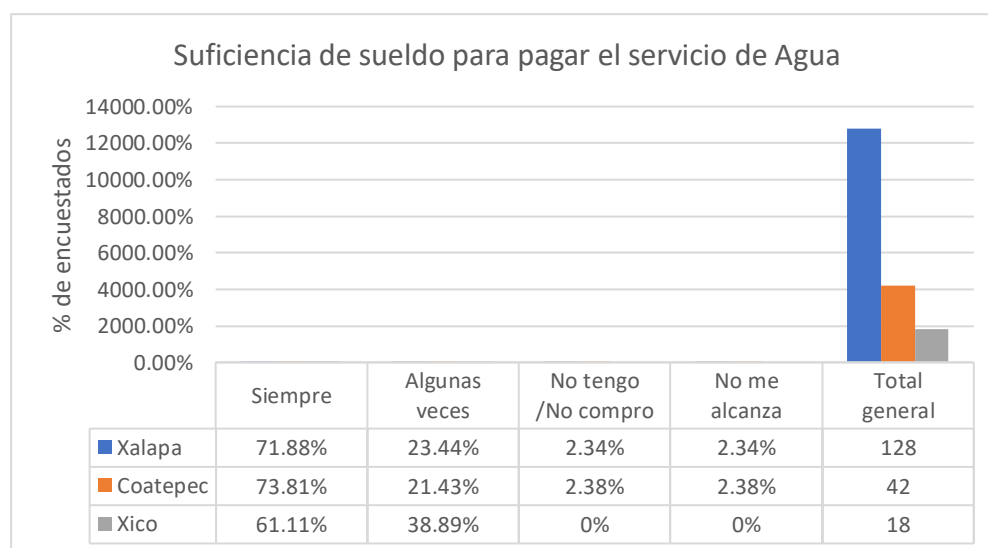 Suficiencia de sueldo para pagar el servicio de Agua
% de encuestados
14000.00%
12000.00%
10000.00%
8000.00%
6000.00%
4000.00%
2000.00%
0.00%
Siempre
Algunas
veces
No tengo
/No compro
No me
alcanza
Total
general
Xalapa 71.88% 23.44% 2.34% 2.34% 128
Coatepec 73.81% 21.43% 2.38% 2.38% 42
Xico 61.11% 38.89% 0% 0% 18